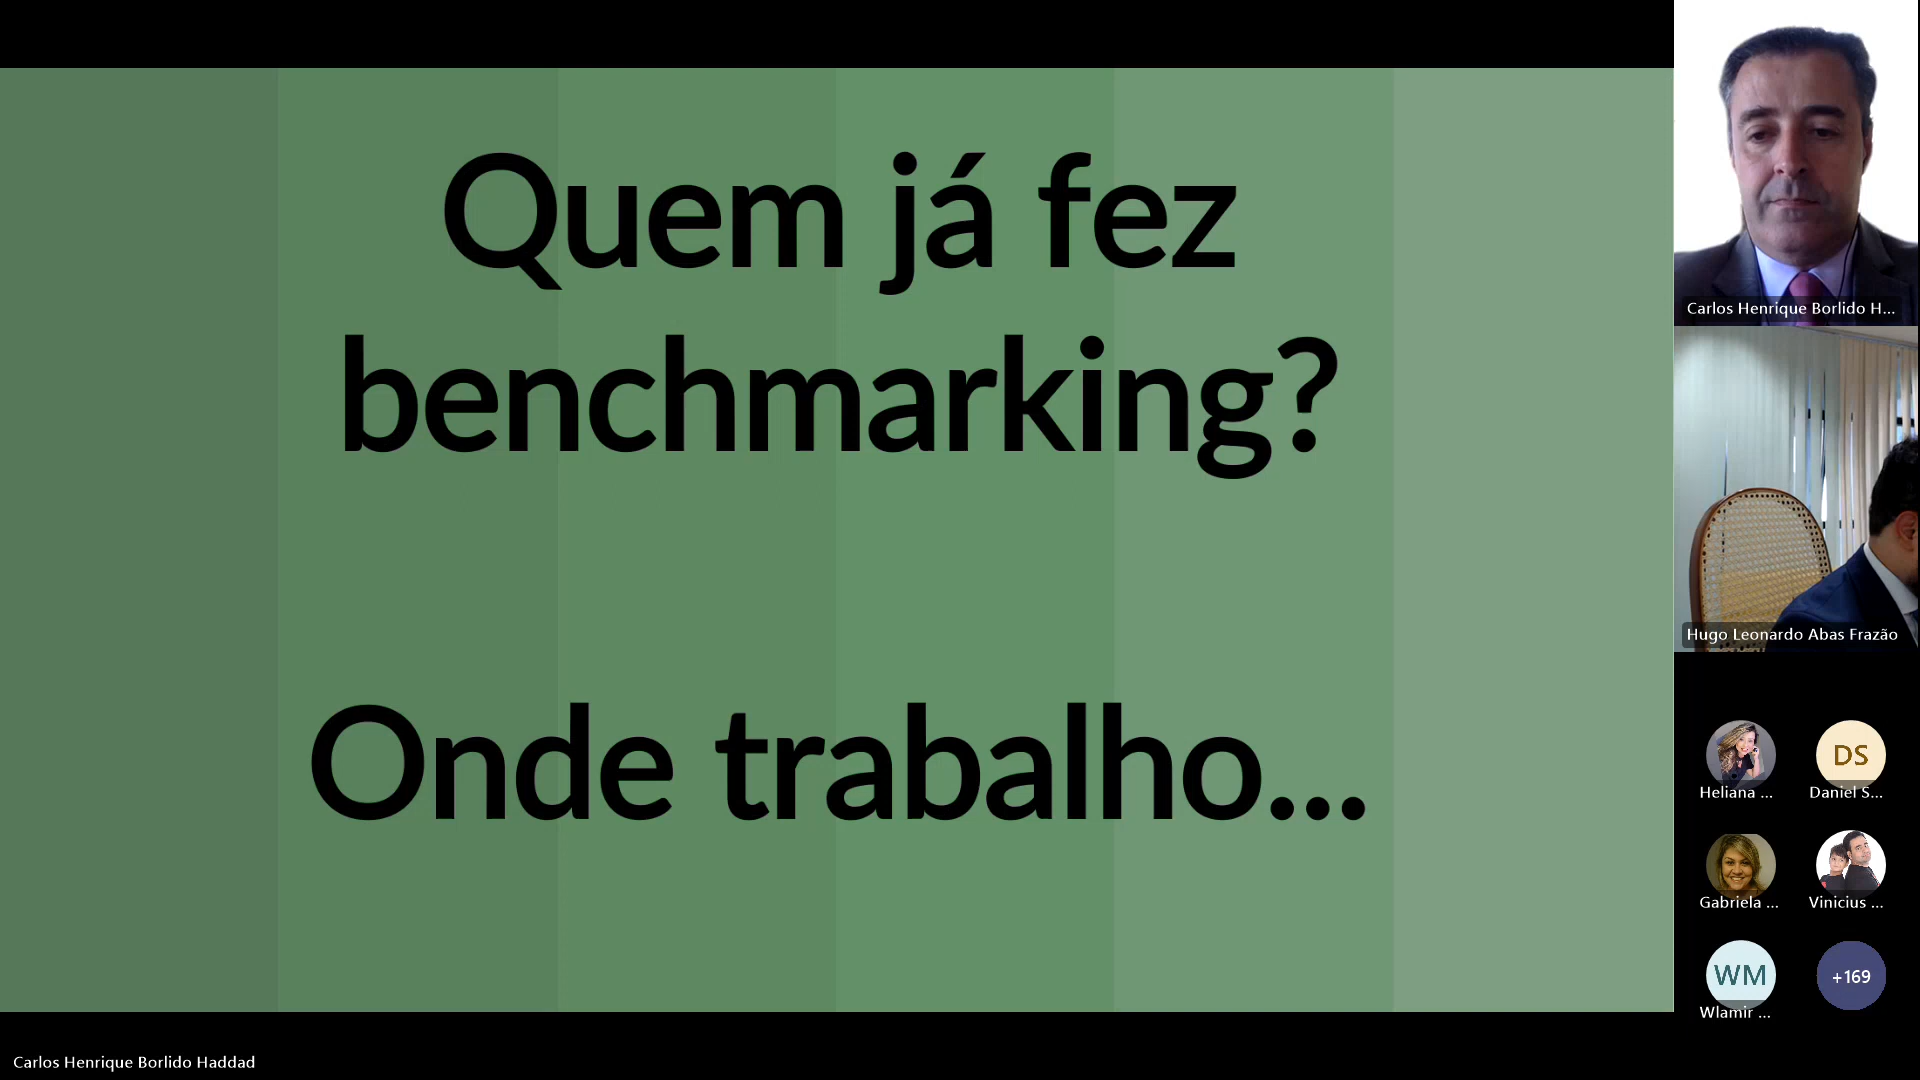 Quem já fez
benchmarking?
Onde trabalho...
Carlos Henrique Borlido H...
Hugo Leonardo Abas Frazão
DS
Heliana ...
Daniel S...
Gabriela ...
Vinicius ...
WM
+169
Wlamir ...
Carlos Henrique Borlido Haddad